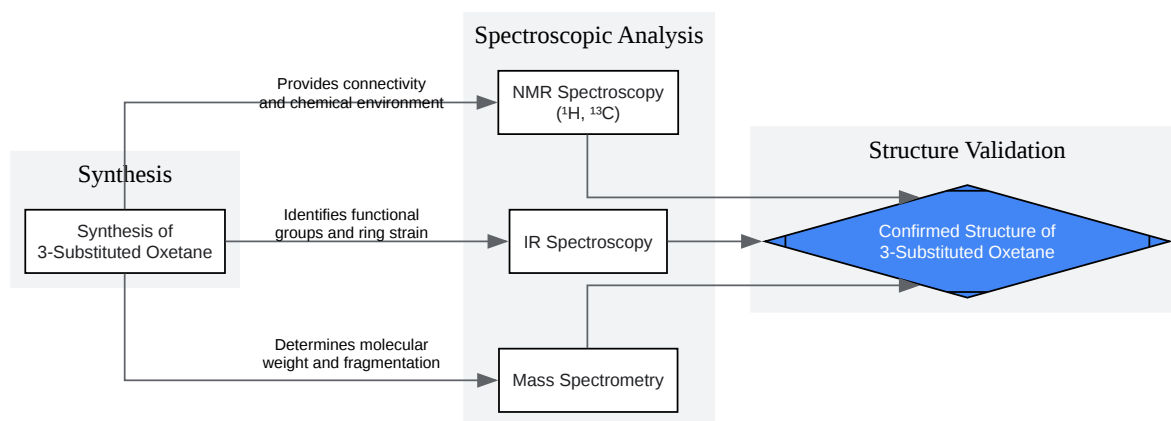 Spectroscopic Analysis
Provides connectivity
and chemical environment
NMR Spectroscopy
(¹H, ¹³C)
Structure Validation
Synthesis
Synthesis of
3-Substituted Oxetane
Identifies functional
groups and ring strain
IR Spectroscopy
Confirmed Structure of
3-Substituted Oxetane
Determines molecular
weight and fragmentation
Mass Spectrometry